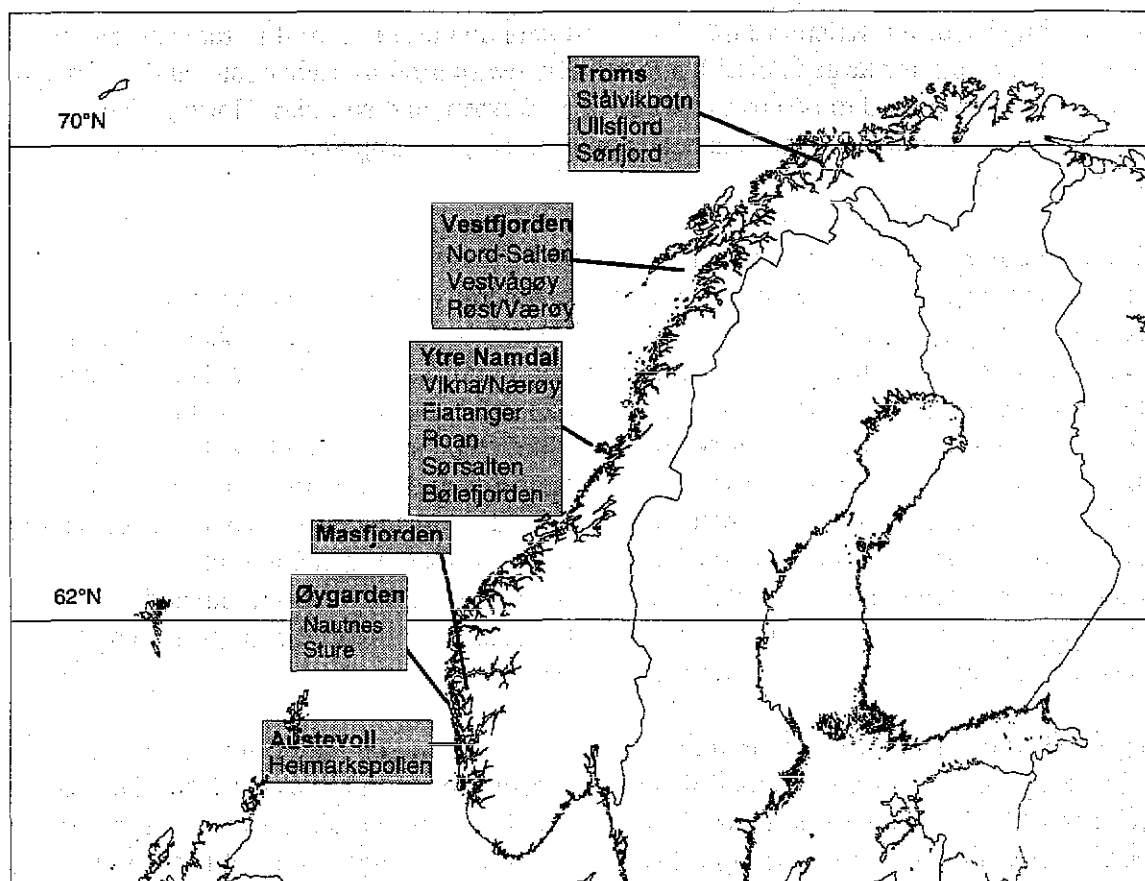 70°N
Troms
Stålvikbotn
Ullsfjord
Sørfjord
Vestfjorden
Nord-Salten
Vestvågøy
Røst/Værøy
Ytre Namdal
Vikna/Nærøy
Flatanger
Roan
Sørsalten
Bølefjorden
Masfjorden
62°N
Øygarden
Nautnes
Sture
Austevoll
Heimarkspollen